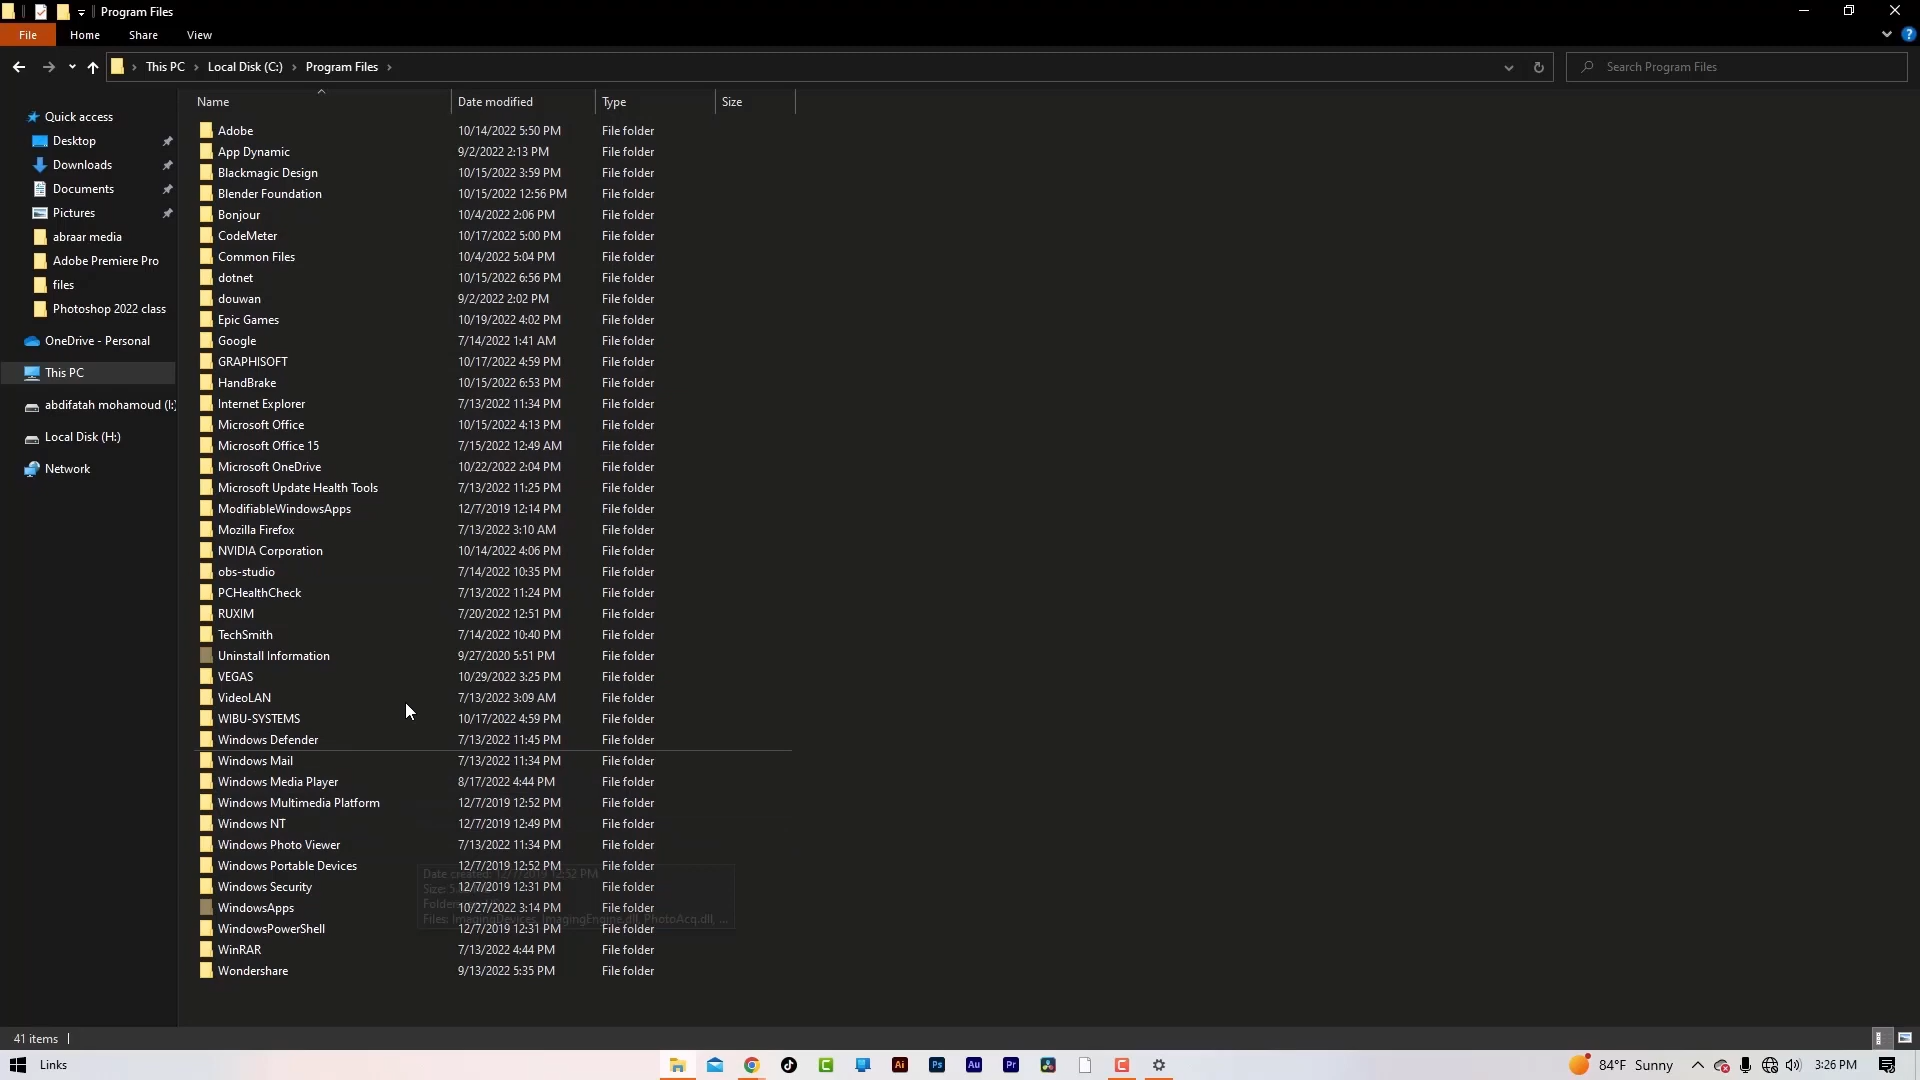 Program Files
File Home Share View
This PC Local Disk (C:) Program Files Search Program Files
Name Date modified Type Size
Quick access
Desktop
Downloads
Documents
Pictures
abraar media
Adobe Premiere Pro
files
Photoshop 2022 class
OneDrive - Personal
This PC
abdifatah mohamoud (I:)
Local Disk (H:)
Network
Adobe 10/14/2022 5:50 PM File folder
App Dynamic 9/2/2022 2:13 PM File folder
Blackmagic Design 10/15/2022 3:59 PM File folder
Blender Foundation 10/15/2022 12:56 PM File folder
Bonjour 10/4/2022 2:06 PM File folder
CodeMeter 10/17/2022 5:00 PM File folder
Common Files 10/4/2022 5:04 PM File folder
dotnet 10/15/2022 6:56 PM File folder
douwan 9/2/2022 2:02 PM File folder
Epic Games 10/19/2022 4:02 PM File folder
Google 7/14/2022 1:41 AM File folder
GRAPHISOFT 10/17/2022 4:59 PM File folder
HandBrake 10/15/2022 6:53 PM File folder
Internet Explorer 7/13/2022 11:34 PM File folder
Microsoft Office 10/15/2022 4:13 PM File folder
Microsoft Office 15 7/15/2022 12:49 AM File folder
Microsoft OneDrive 10/22/2022 2:04 PM File folder
Microsoft Update Health Tools 7/13/2022 11:25 PM File folder
ModifiableWindowsApps 12/7/2019 12:14 PM File folder
Mozilla Firefox 7/13/2022 3:10 AM File folder
NVIDIA Corporation 10/14/2022 4:06 PM File folder
obs-studio 7/14/2022 10:35 PM File folder
PCHealthCheck 7/13/2022 11:24 PM File folder
RUXIM 7/20/2022 12:51 PM File folder
TechSmith 7/14/2022 10:40 PM File folder
Uninstall Information 9/27/2020 5:51 PM File folder
VEGAS 10/29/2022 3:25 PM File folder
VideoLAN 7/13/2022 3:09 AM File folder
WIBU-SYSTEMS 10/17/2022 4:59 PM File folder
Windows Defender 7/13/2022 11:45 PM File folder
Windows Mail 7/13/2022 11:34 PM File folder
Windows Media Player 8/17/2022 4:44 PM File folder
Windows Multimedia Platform 12/7/2019 12:52 PM File folder
Windows NT 12/7/2019 12:49 PM File folder
Windows Photo Viewer 7/13/2022 11:34 PM File folder
Windows Portable Devices 12/7/2019 12:52 PM File folder
Date created: 12/7/2019 12:52 PM
Windows Security 12/7/2019 12:31 PM File folder
Size:
WindowsApps 10/27/2022 3:14 PM File folder
Files: ImagingDevices, ImagingEngine.dll, PhotoAcq.dll, ...
WindowsPowerShell 12/7/2019 12:31 PM File folder
WinRAR 7/13/2022 4:44 PM File folder
Wondershare 9/13/2022 5:35 PM File folder
41 items
Links Ai Ps Au Pr 84°F Sunny 3:26 PM